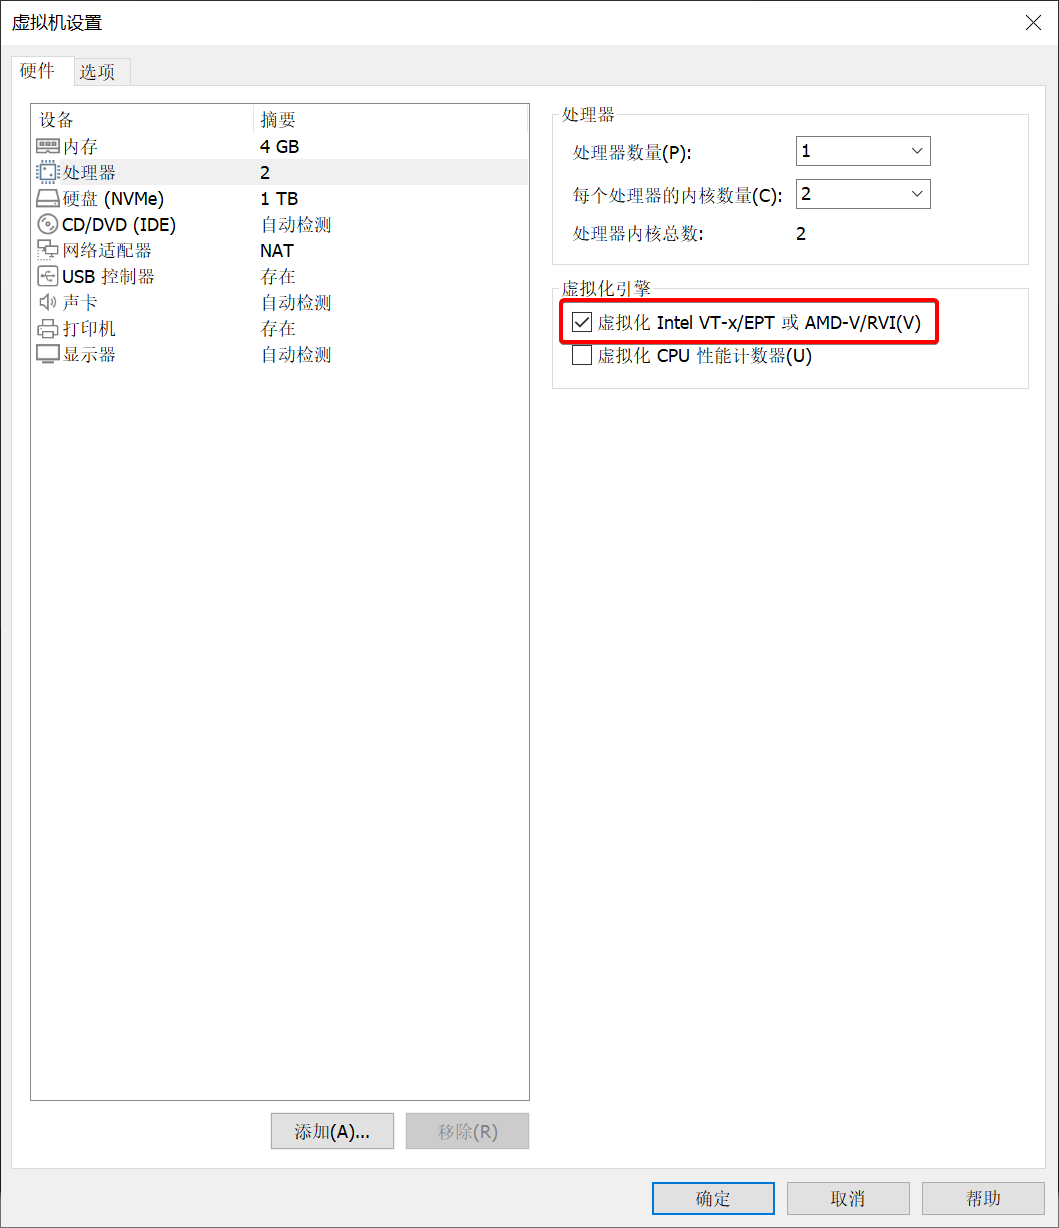 虚拟机设置
硬件 选项
设备 摘要
内存 4 GB
处理器 2
硬盘 (NVMe) 1 TB
CD/DVD (IDE) 自动检测
网络适配器 NAT
USB 控制器 存在
声卡 自动检测
打印机 存在
显示器 自动检测
添加(A)... 移除(R)
处理器
处理器数量(P): 1
每个处理器的内核数量(C): 2
处理器内核总数: 2
虚拟化引擎
虚拟化 Intel VT-x/EPT 或 AMD-V/RVI(V)
虚拟化 CPU 性能计数器(U)
确定 取消 帮助